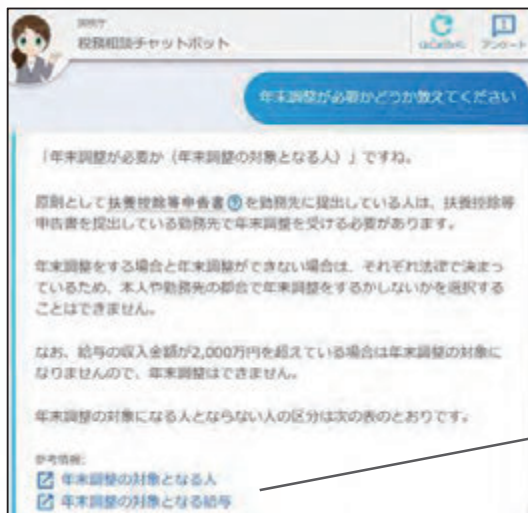 国税庁
税務相談チャットボット
はじめから
アンケート
年末調整が必要かどうか教えてください
「年末調整が必要か（年末調整の対象となる人）」ですね。
原則として扶養控除等申告書?を勤務先に提出している人は、扶養控除等
申告書を提出している勤務先で年末調整を受ける必要があります。
年末調整をする場合と年末調整ができない場合は、それぞれ法律で決まっ
ているため、本人や勤務先の都合で年末調整をするかしないかを選択する
ことはできません。
なお、給与の収入金額が2,000万円を超えている場合は年末調整の対象に
なりませんので、年末調整はできません。
年末調整の対象になる人とならない人の区分は次の表のとおりです。
参考情報:
年末調整の対象となる人
年末調整の対象となる給与